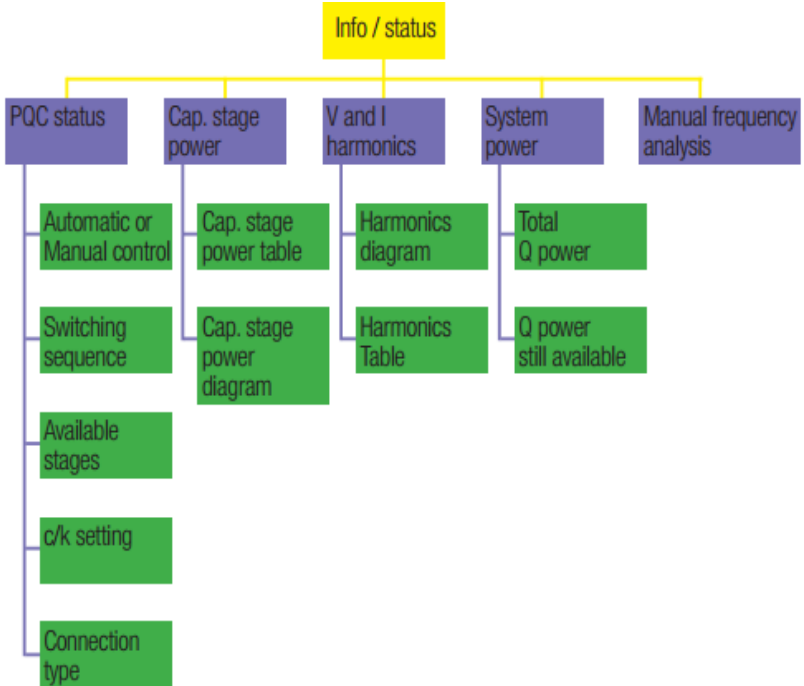 Info / status
PQC status
Cap. stage
power
V and I
harmonics
System
power
Manual frequency
analysis
Automatic or
Manual control
Switching
sequence
Available
stages
c/k setting
Connection
type
Cap. stage
power table
Cap. stage
power
diagram
Harmonics
diagram
Harmonics
Table
Total
Q power
Q power
still available